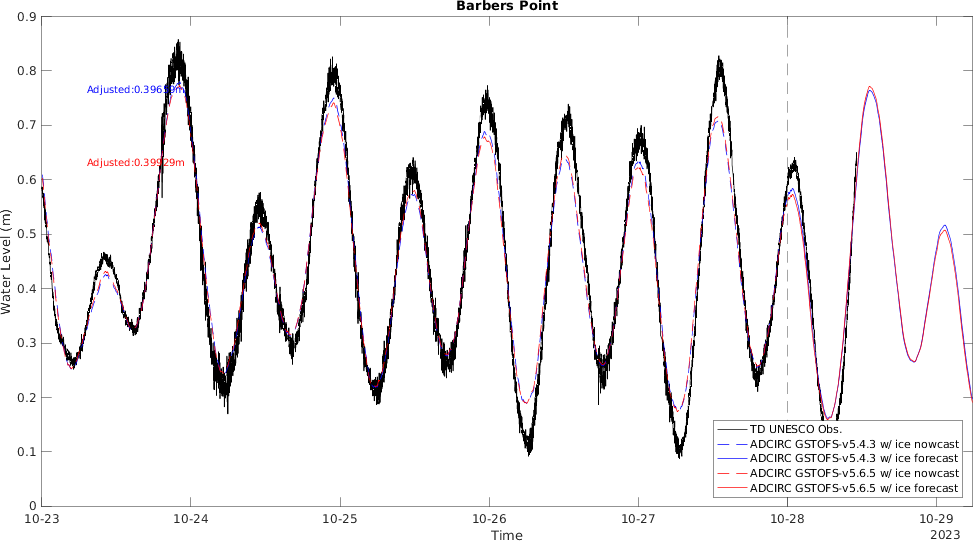 Barbers Point
0.9
0.8
0.7
0.6
0.5
0.4
0.3
0.2
0.1
0
Water Level (m)
Adjusted:0.39929m
TD UNESCO Obs.
ADCIRC GSTOFS-v5.4.3 w/ ice nowcast
ADCIRC GSTOFS-v5.4.3 w/ ice forecast
ADCIRC GSTOFS-v5.6.5 w/ ice nowcast
ADCIRC GSTOFS-v5.6.5 w/ ice forecast
10-23
10-24
10-25
10-26
10-27
10-28
10-29
Time
2023